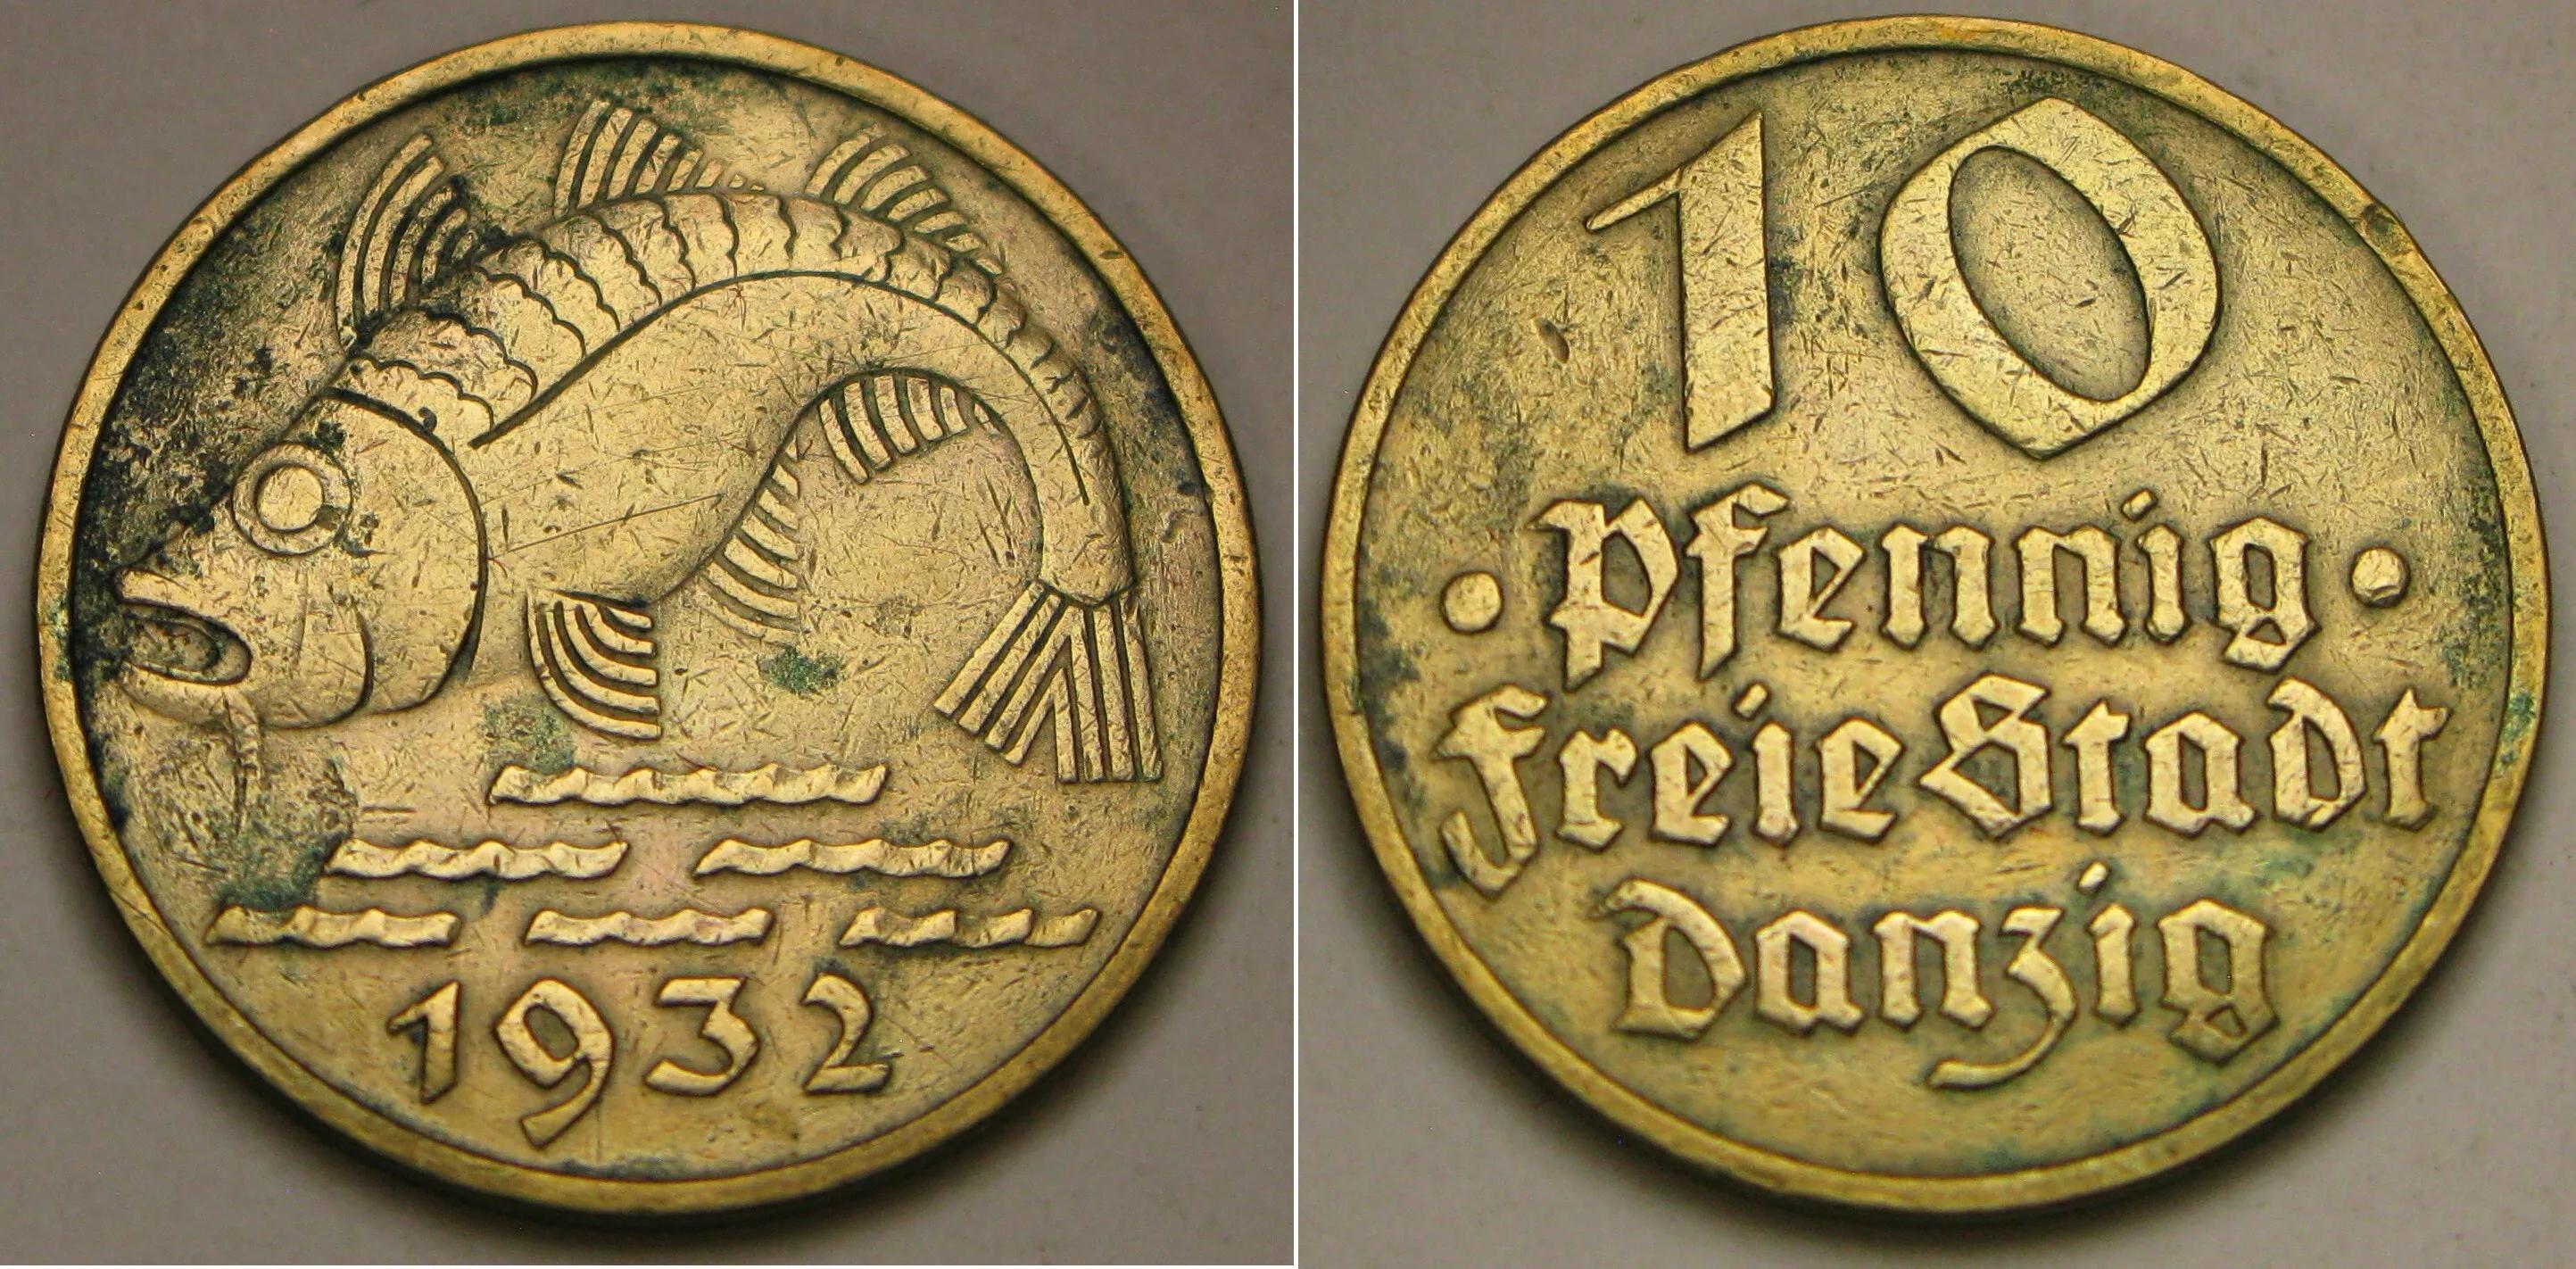 1932
10
Pfennig
Freie Stadt
Danzig